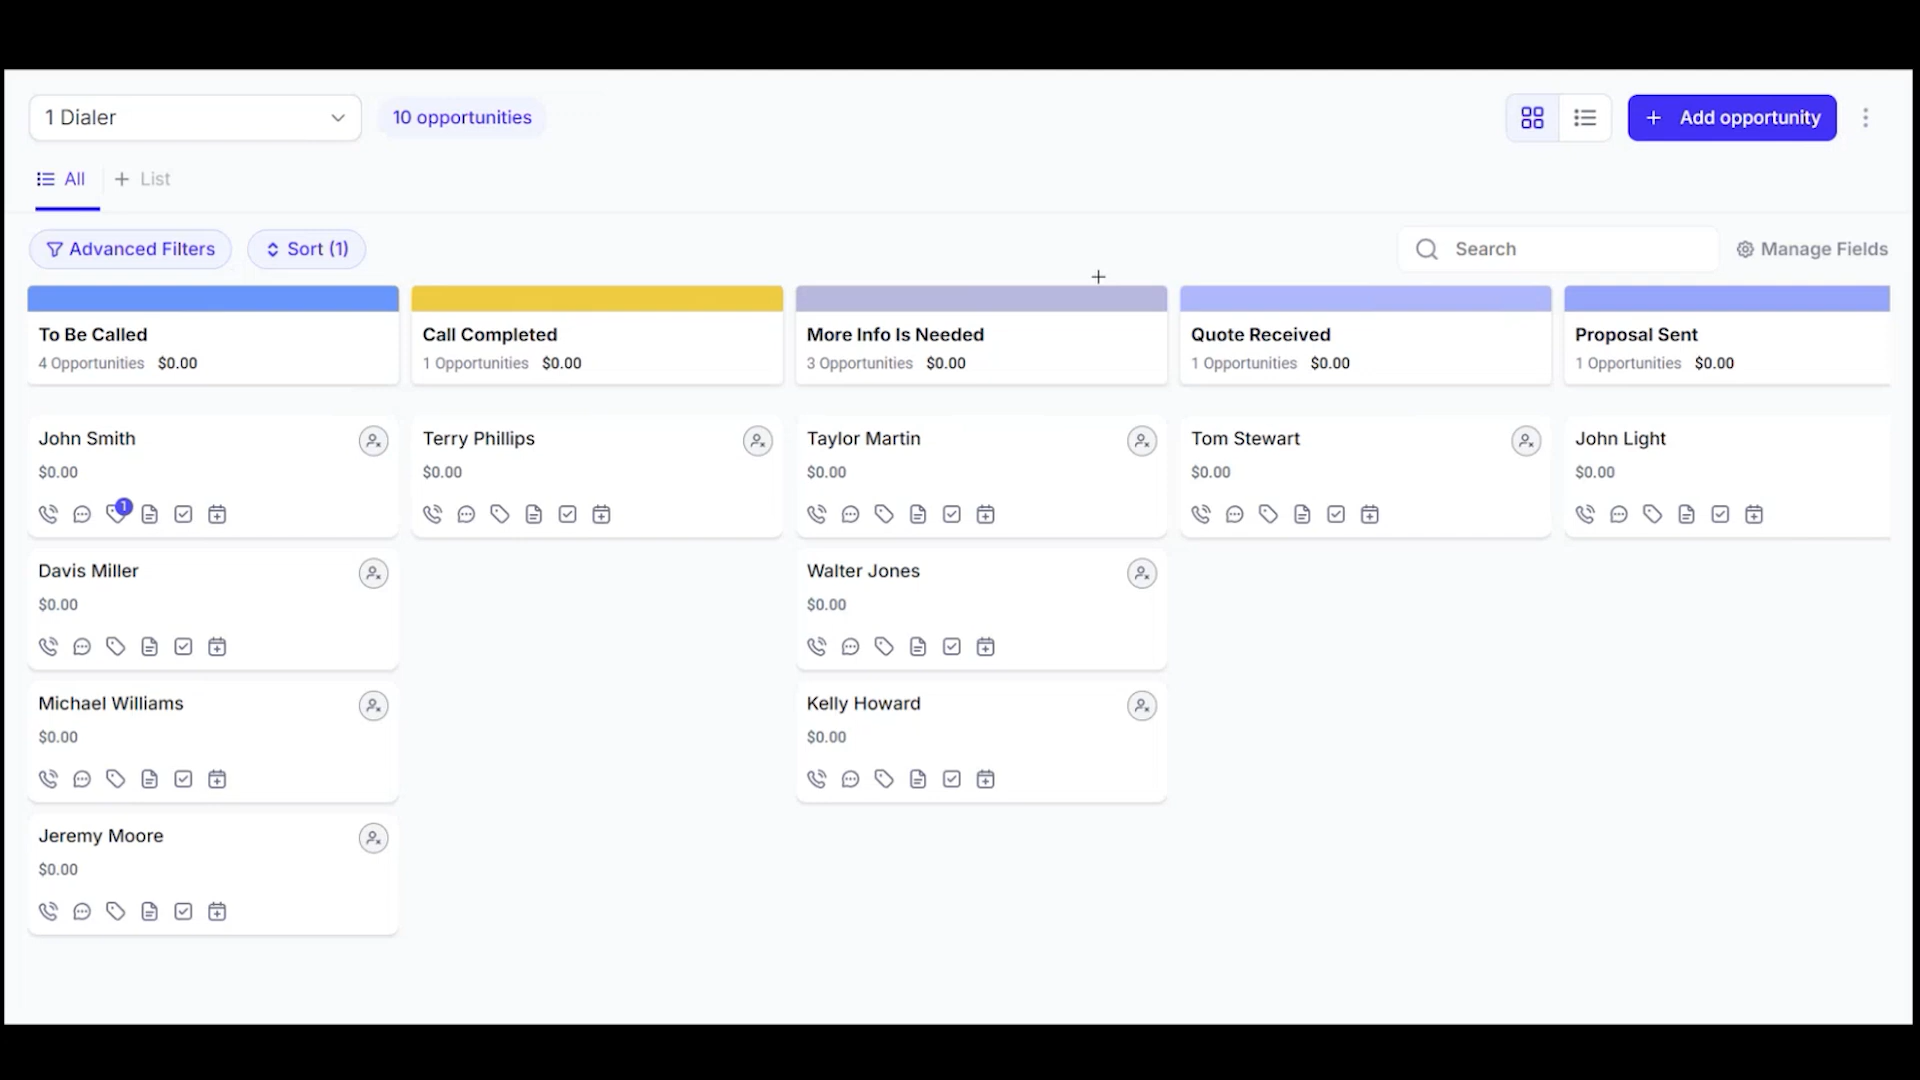 1 Dialer
10 opportunities
+ Add opportunity
All
+ List
Advanced Filters
Sort (1)
Search
Manage Fields
To Be Called
4 Opportunities $0.00
Call Completed
1 Opportunities $0.00
More Info Is Needed
3 Opportunities $0.00
Quote Received
1 Opportunities $0.00
Proposal Sent
1 Opportunities $0.00
John Smith
$0.00
1
Davis Miller
$0.00
Michael Williams
$0.00
Jeremy Moore
$0.00
Terry Phillips
$0.00
Taylor Martin
$0.00
Walter Jones
$0.00
Kelly Howard
$0.00
Tom Stewart
$0.00
John Light
$0.00